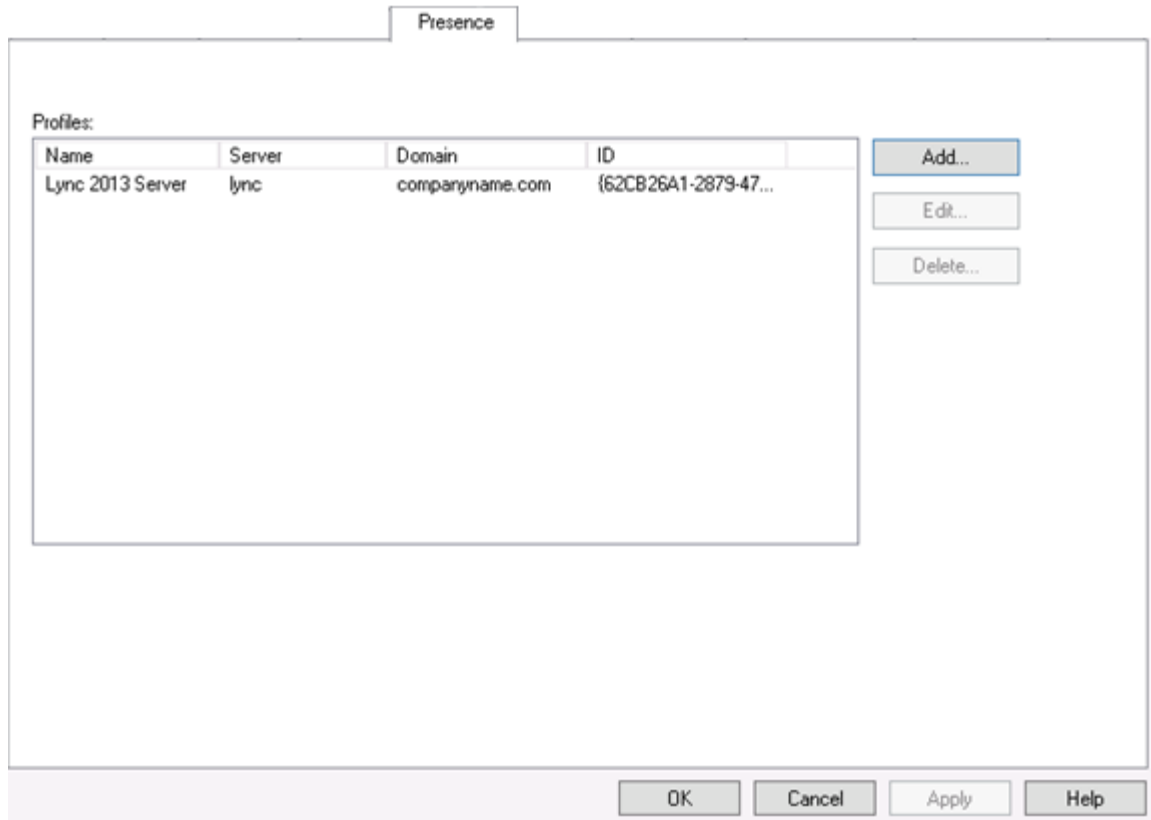 Presence
Profiles:
Name Server Domain ID
Lync 2013 Server lync companyname.com {62CB26A1-2879-47...
Add...
Edit...
Delete...
OK Cancel Apply Help